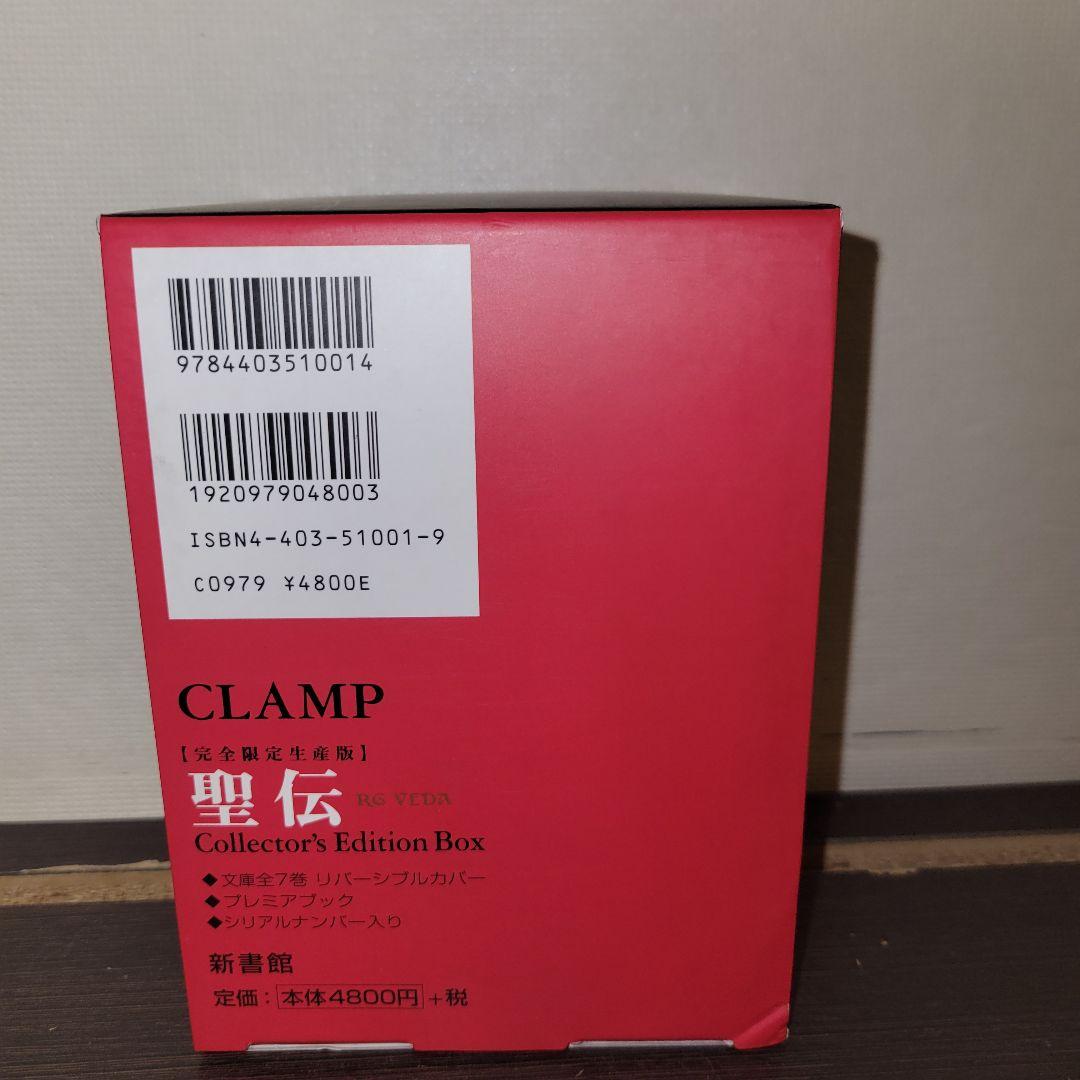 9784403510014
1920979048003
ISBN4-403-51001-9
C0979 ¥4800E
CLAMP
【完全限定生産版】
聖伝 RG VEDA
Collector's Edition Box
◆文庫全7巻 リバーシブルカバー
◆プレミアブック
◆シリアルナンバー入り
新書館
定価：本体4800円+税